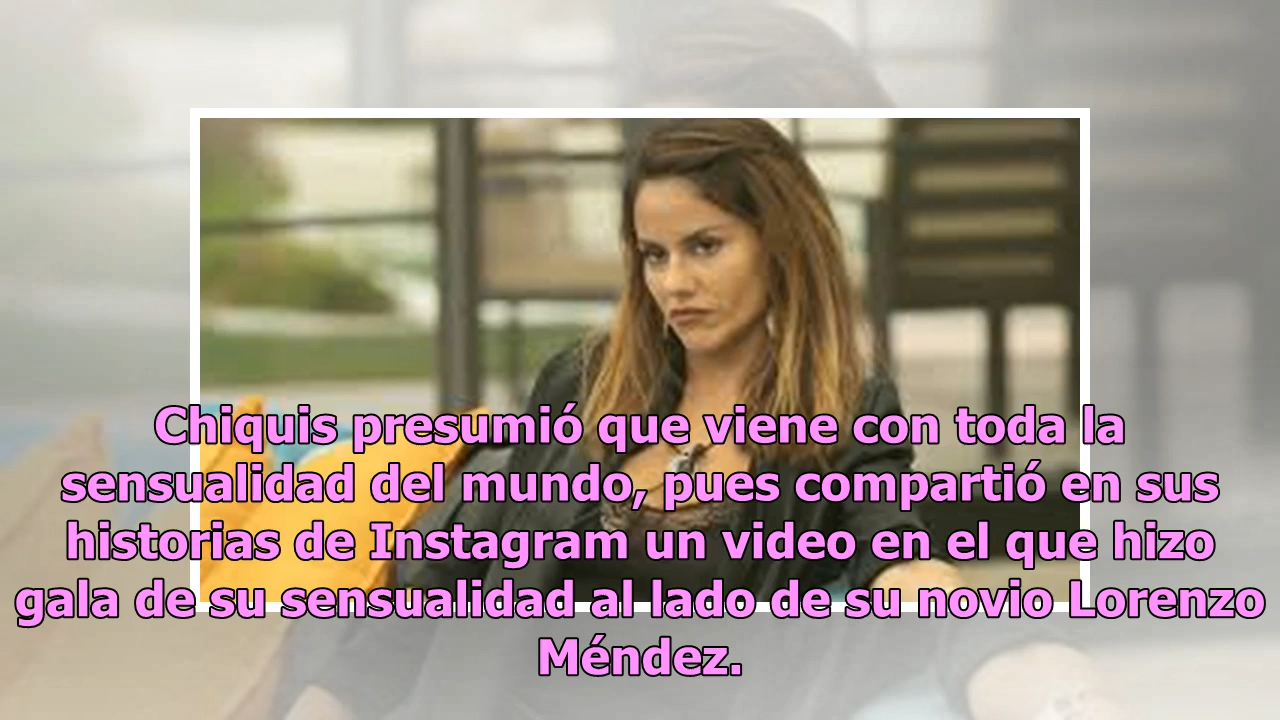 Chiquis presumió que viene con toda la
sensualidad del mundo, pues compartió en sus
historias de Instagram un video en el que hizo
gala de su sensualidad al lado de su novio Lorenzo
Méndez.